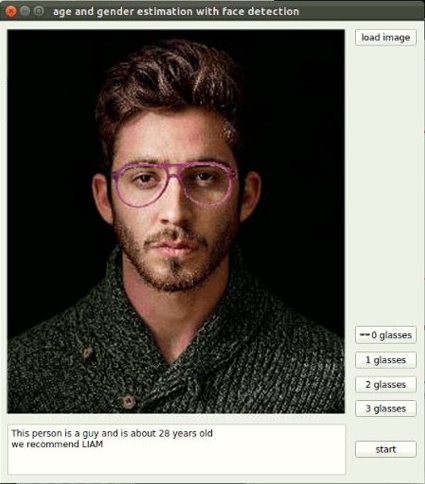 age and gender estimation with face detection
load image
0 glasses
1 glasses
2 glasses
3 glasses
This person is a guy and is about 28 years old
we recommend LIAM
start